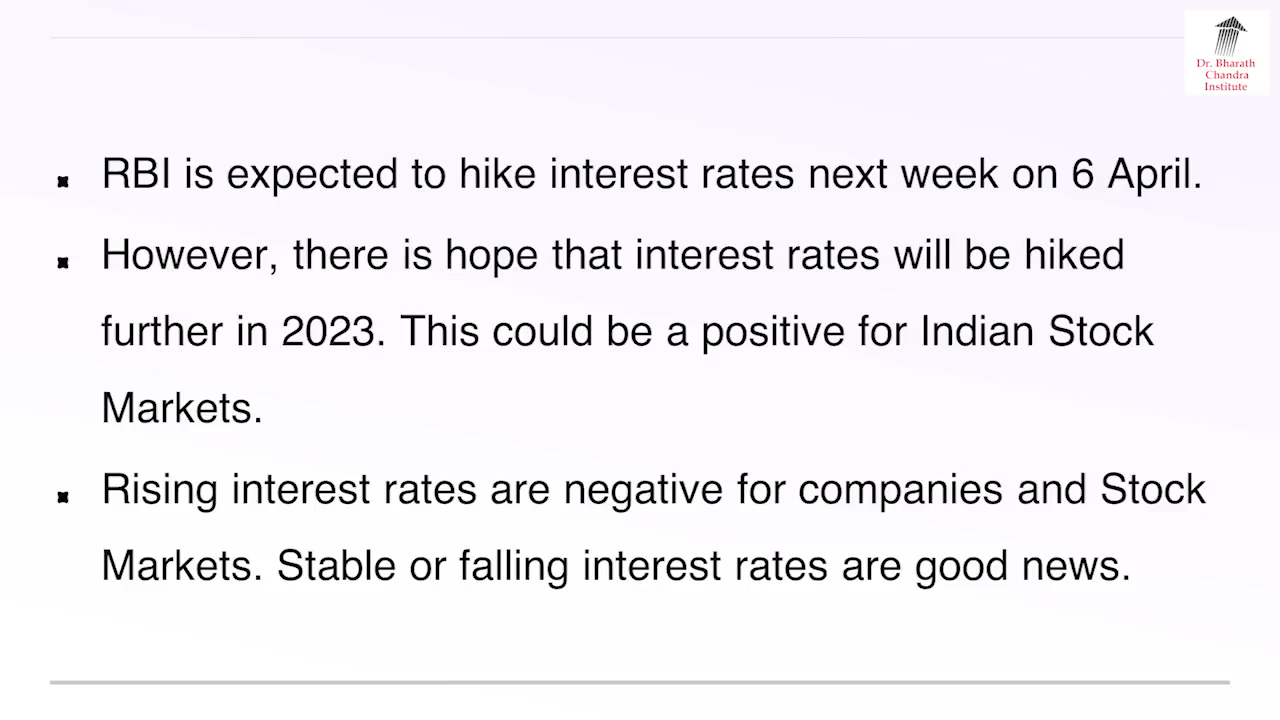 Dr. Bharath
Chandra
Institute
RBI is expected to hike interest rates next week on 6 April.
However, there is hope that interest rates will be hiked
further in 2023. This could be a positive for Indian Stock
Markets.
Rising interest rates are negative for companies and Stock
Markets. Stable or falling interest rates are good news.